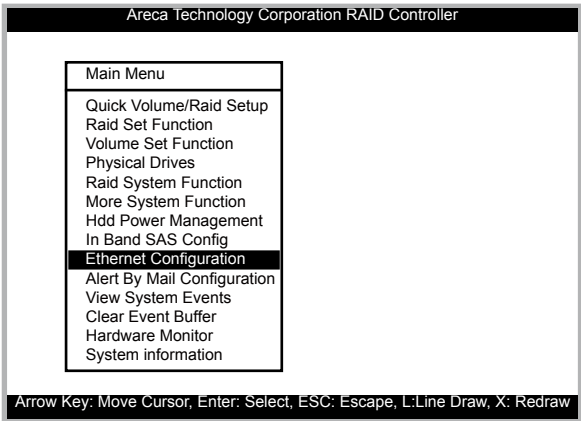 Areca Technology Corporation RAID Controller
Main Menu
Quick Volume/Raid Setup
Raid Set Function
Volume Set Function
Physical Drives
Raid System Function
More System Function
Hdd Power Management
In Band SAS Config
Ethernet Configuration
Alert By Mail Configuration
View System Events
Clear Event Buffer
Hardware Monitor
System information
Arrow Key: Move Cursor, Enter: Select, ESC: Escape, L:Line Draw, X: Redraw